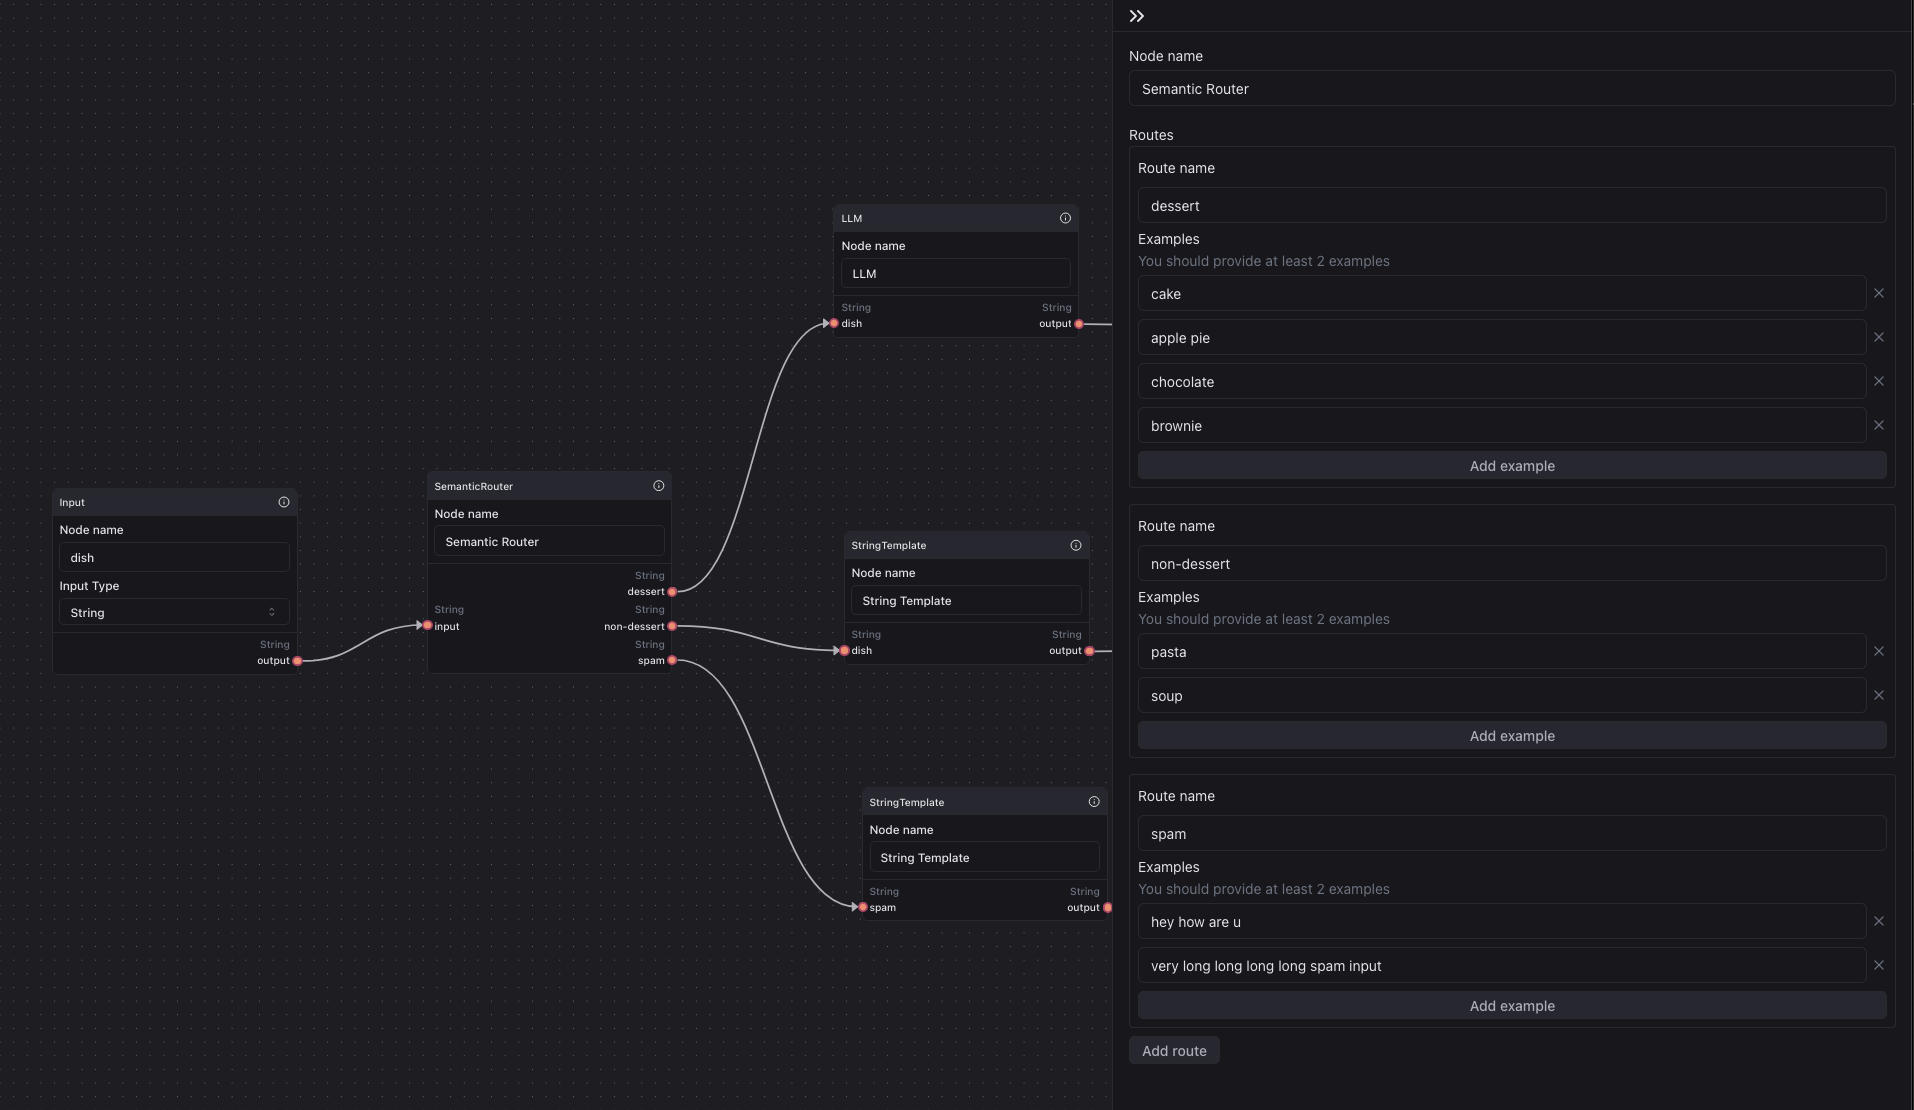 Input
Node name
dish
Input Type
String
String
output
SemanticRouter
Node name
Semantic Router
String
dessert
String
input
String
non-dessert
String
spam
LLM
Node name
LLM
String
dish
String
output
StringTemplate
Node name
String Template
String
dish
String
output
StringTemplate
Node name
String Template
String
spam
String
output
Node name
Semantic Router
Routes
Route name
dessert
Examples
You should provide at least 2 examples
cake
apple pie
chocolate
brownie
Add example
Route name
non-dessert
Examples
You should provide at least 2 examples
pasta
soup
Add example
Route name
spam
Examples
You should provide at least 2 examples
hey how are u
very long long long long spam input
Add example
Add route